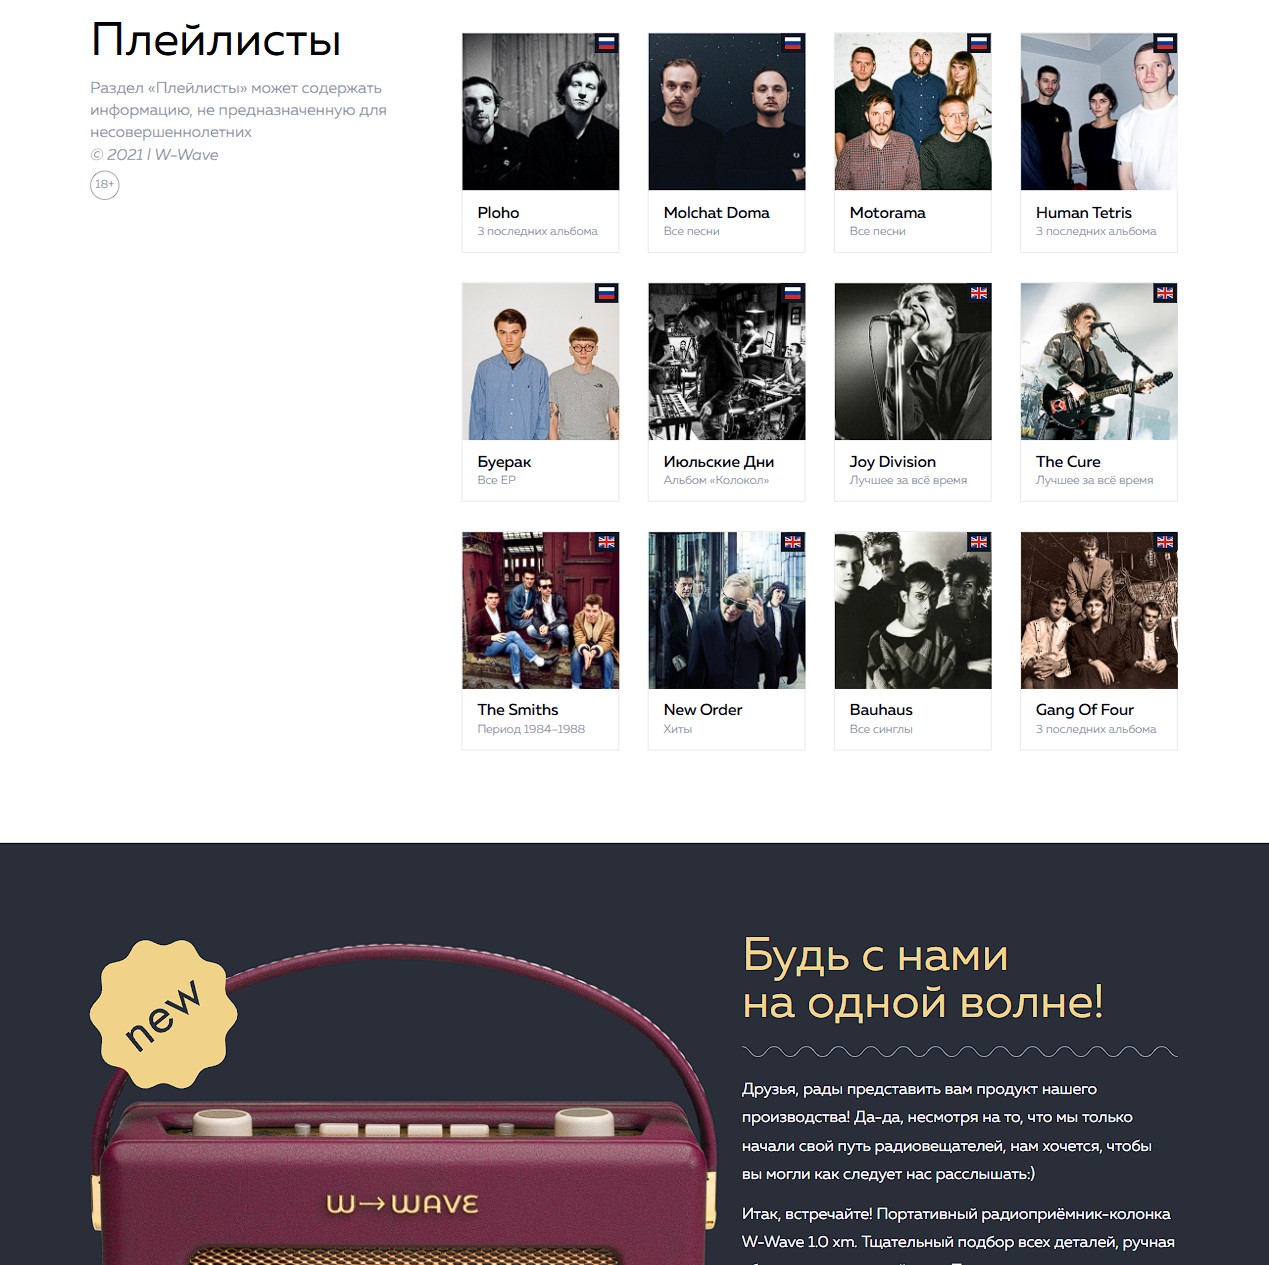 Плейлисты
Раздел «Плейлисты» может содержать
информацию, не предназначенную для
несовершеннолетних
© 2021 | W-Wave
18+
Ploho
3 последних альбома
Molchat Doma
Все песни
Motorama
Все песни
Human Tetris
3 последних альбома
Буерак
Все EP
Июльские Дни
Альбом «Колокол»
Joy Division
Лучшее за всё время
The Cure
Лучшее за всё время
The Smiths
Период 1984–1988
New Order
Хиты
Bauhaus
Все синглы
Gang Of Four
3 последних альбома
new
W→WAVE
Будь с нами
на одной волне!
Друзья, рады представить вам продукт нашего
производства! Да-да, несмотря на то, что мы только
начали свой путь радиовещателей, нам хочется, чтобы
вы могли как следует нас расслышать:)
Итак, встречайте! Портативный радиоприёмник-колонка
W-Wave 1.0 xm. Тщательный подбор всех деталей, ручная